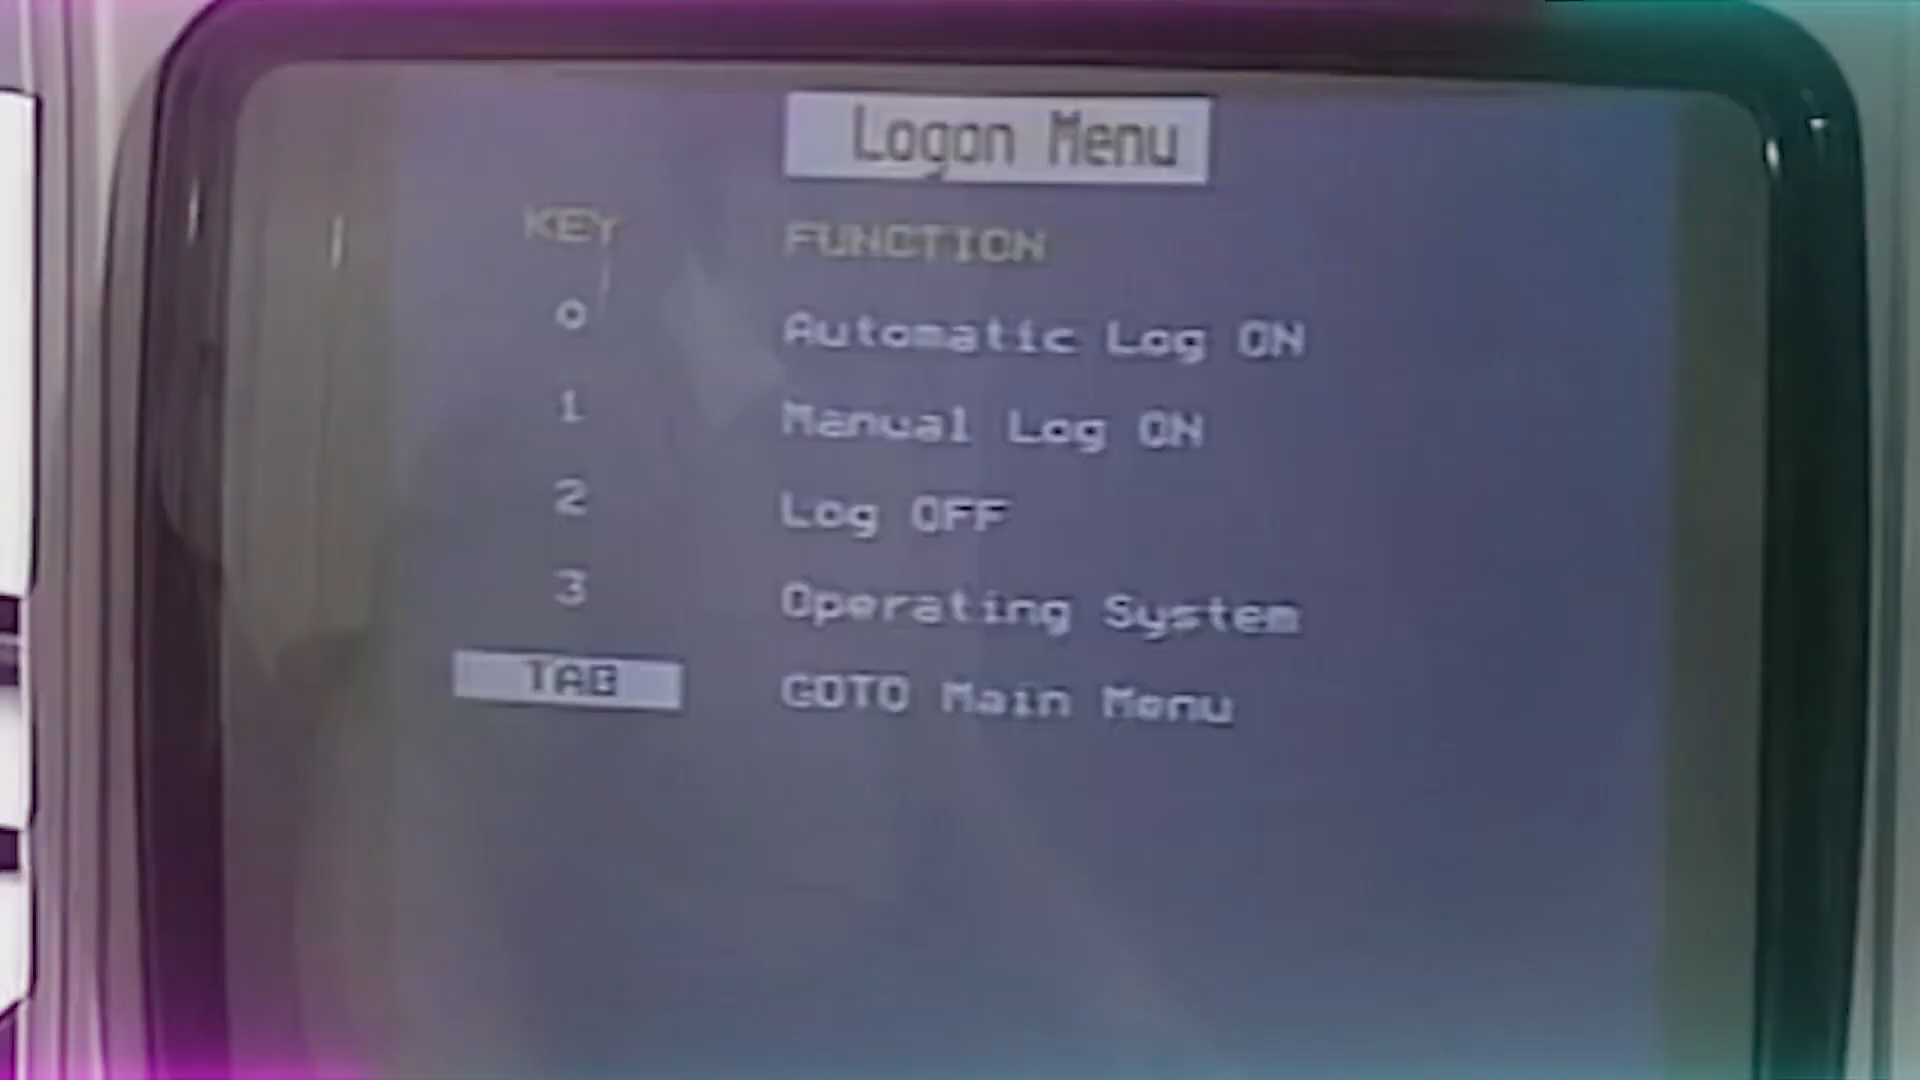 Logon Menu
KEY FUNCTION
0 Automatic Log ON
1 Manual Log ON
2 Log OFF
3 Operating System
TAB GOTO Main Menu